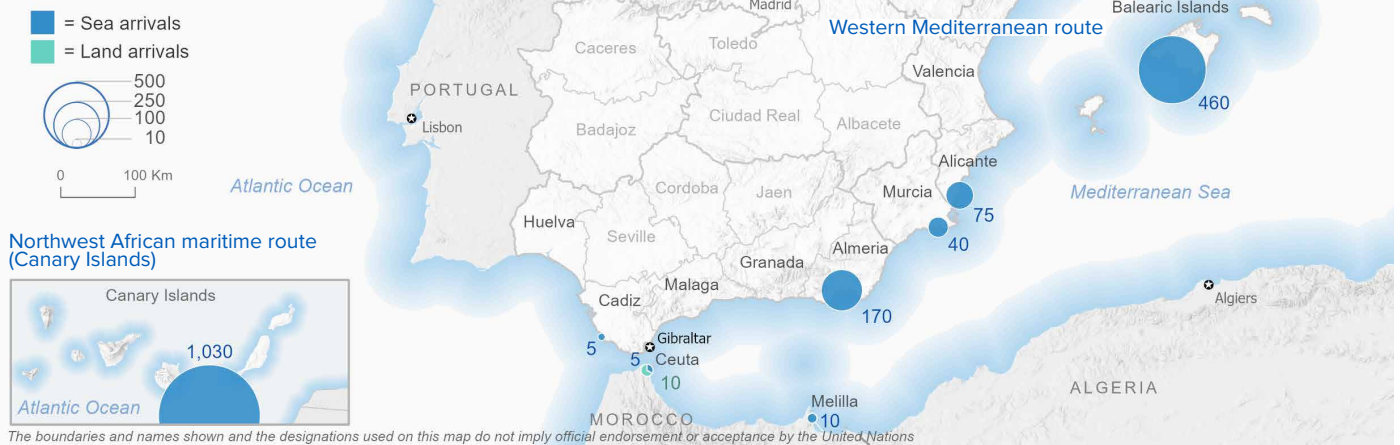 = Sea arrivals
= Land arrivals
500
250
100
10
0 100 Km
Madrid
Balearic Islands
Western Mediterranean route
Caceres
Toledo
Valencia
PORTUGAL
Lisbon
460
Badajoz
Ciudad Real
Albacete
Alicante
Atlantic Ocean
Cordoba
Jaen
Murcia
Mediterranean Sea
75
Huelva
Seville
40
Almeria
Northwest African maritime route
(Canary Islands)
Granada
Malaga
Canary Islands
Cadiz
Algiers
170
Gibraltar
5
5
Ceuta
1,030
10
ALGERIA
Atlantic Ocean
Melilla
MOROCCO
10
The boundaries and names shown and the designations used on this map do not imply official endorsement or acceptance by the United Nations